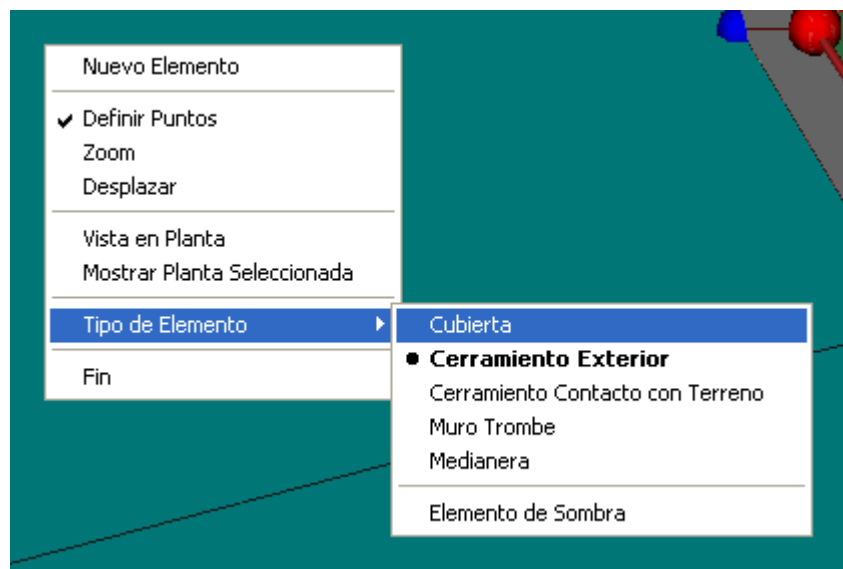 Nuevo Elemento
Definir Puntos
Zoom
Desplazar
Vista en Planta
Mostrar Planta Seleccionada
Tipo de Elemento
Fin
Cubierta
Cerramiento Exterior
Cerramiento Contacto con Terreno
Muro Trombe
Medianera
Elemento de Sombra